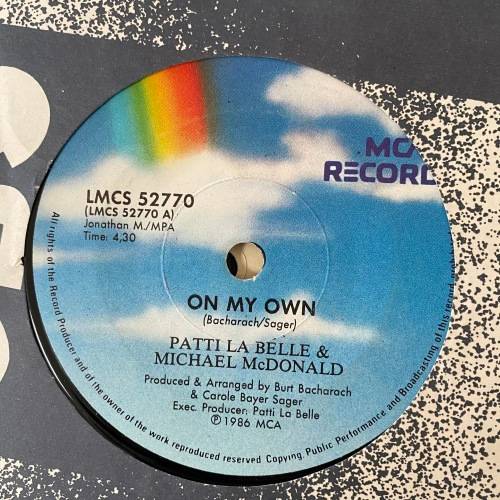 MCA
RECORD
LMCS 52770
(LMCS 52770 A)
Jonathan M./MPA
Time: 4,30
ON MY OWN
(Bacharach/Sager)
PATTI LA BELLE &
MICHAEL McDONALD
Produced & Arranged by Burt Bacharach
& Carole Bayer Sager
Exec. Producer: Patti La Belle
℗ 1986 MCA
All rights of the Record Producer and of the owner of the work reproduced reserved. Copying, Public Performance and Broadcasting of this record